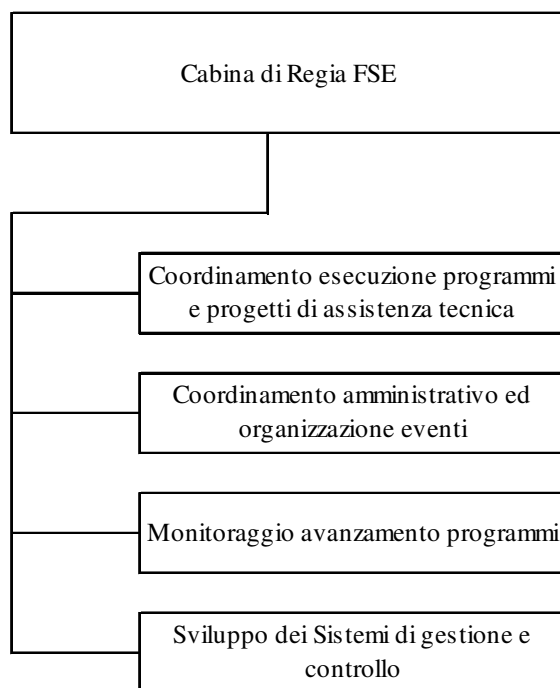 Cabina di Regia FSE
Coordinamento esecuzione programmi
e progetti di assistenza tecnica
Coordinamento amministrativo ed
organizzazione eventi
Monitoraggio avanzamento programmi
Sviluppo dei Sistemi di gestione e
controllo